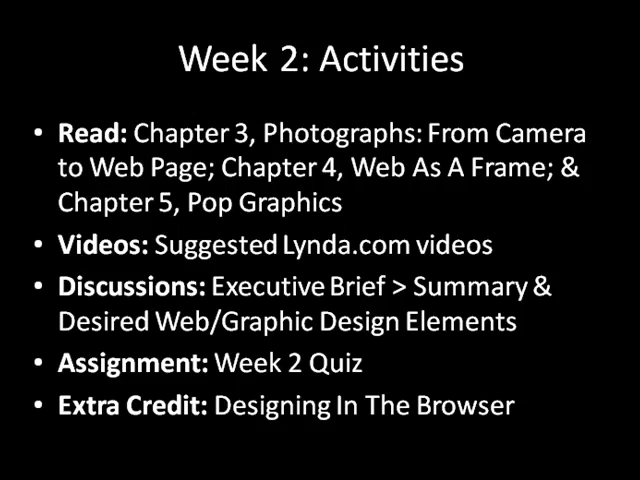 Week 2: Activities
• Read: Chapter 3, Photographs: From Camera
to Web Page; Chapter 4, Web As A Frame; &
Chapter 5, Pop Graphics
• Videos: Suggested Lynda.com videos
• Discussions: Executive Brief > Summary &
Desired Web/Graphic Design Elements
• Assignment: Week 2 Quiz
• Extra Credit: Designing In The Browser